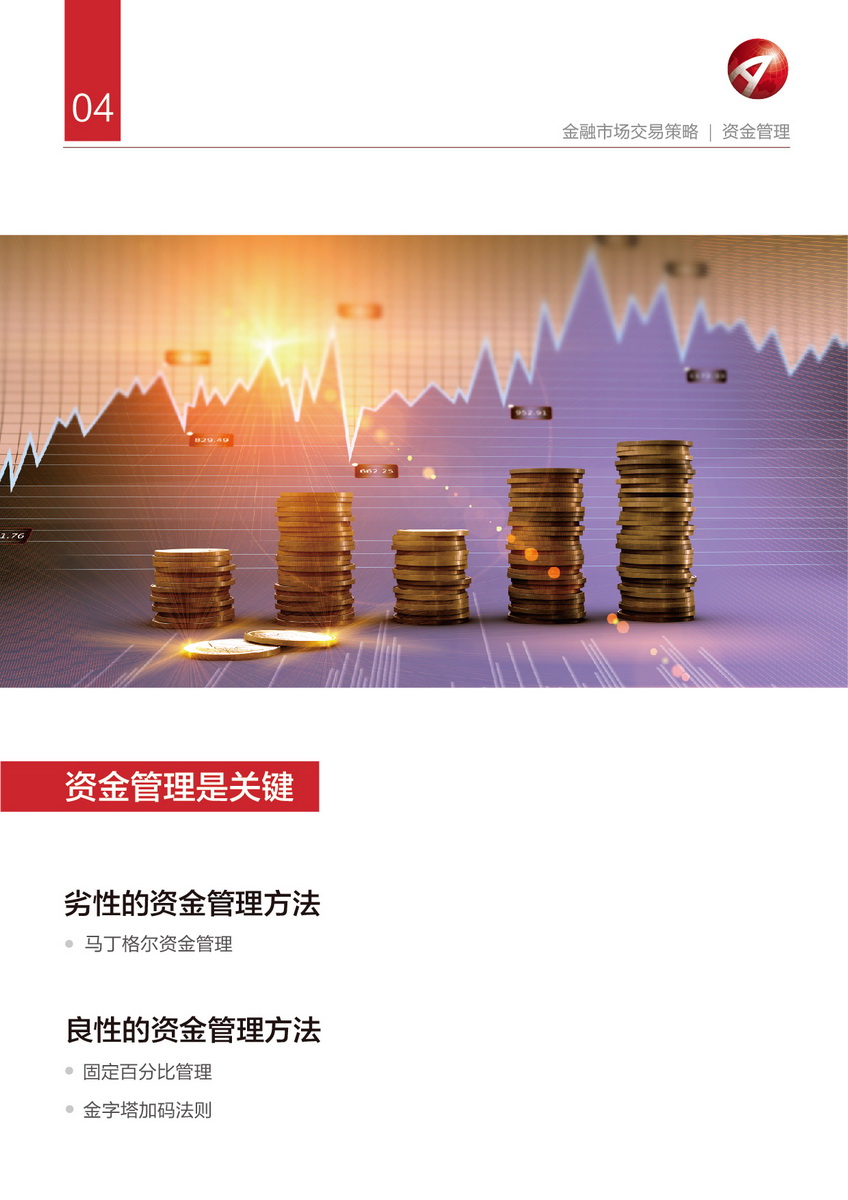 04
金融市场交易策略 | 资金管理
829.49
662.25
952.91
1.76
资金管理是关键
劣性的资金管理方法
马丁格尔资金管理
良性的资金管理方法
固定百分比管理
金字塔加码法则